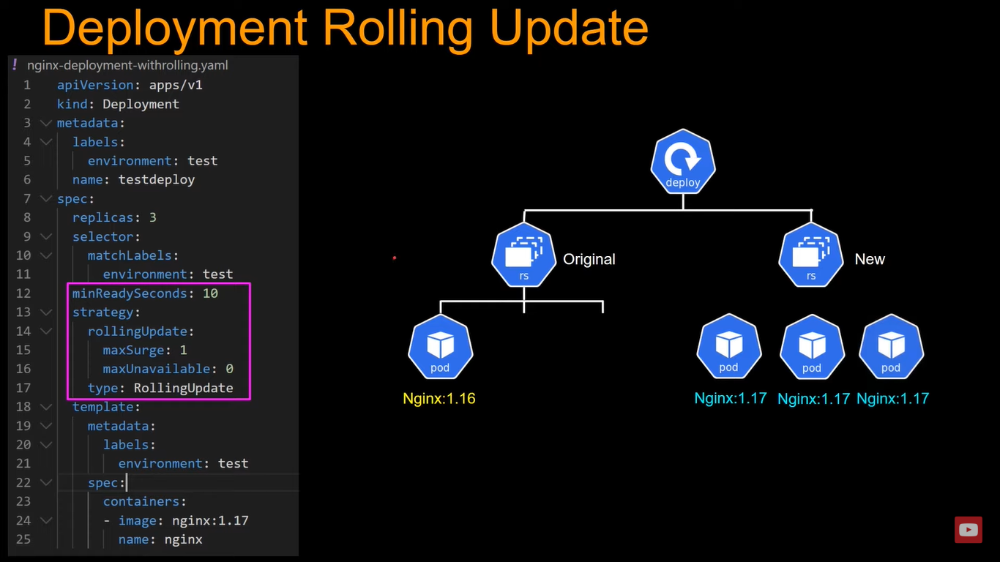 Deployment Rolling Update
! nginx-deployment-withrolling.yaml
1 apiVersion: apps/v1
2 kind: Deployment
3 metadata:
4 labels:
5 environment: test
6 name: testdeploy
7 spec:
8 replicas: 3
9 selector:
10 matchLabels:
11 environment: test
12 minReadySeconds: 10
13 strategy:
14 rollingUpdate:
15 maxSurge: 1
16 maxUnavailable: 0
17 type: RollingUpdate
18 template:
19 metadata:
20 labels:
21 environment: test
22 spec:
23 containers:
24 - image: nginx:1.17
25 name: nginx
deploy
rs
Original
rs
New
pod
pod
pod
pod
Nginx:1.16
Nginx:1.17
Nginx:1.17
Nginx:1.17